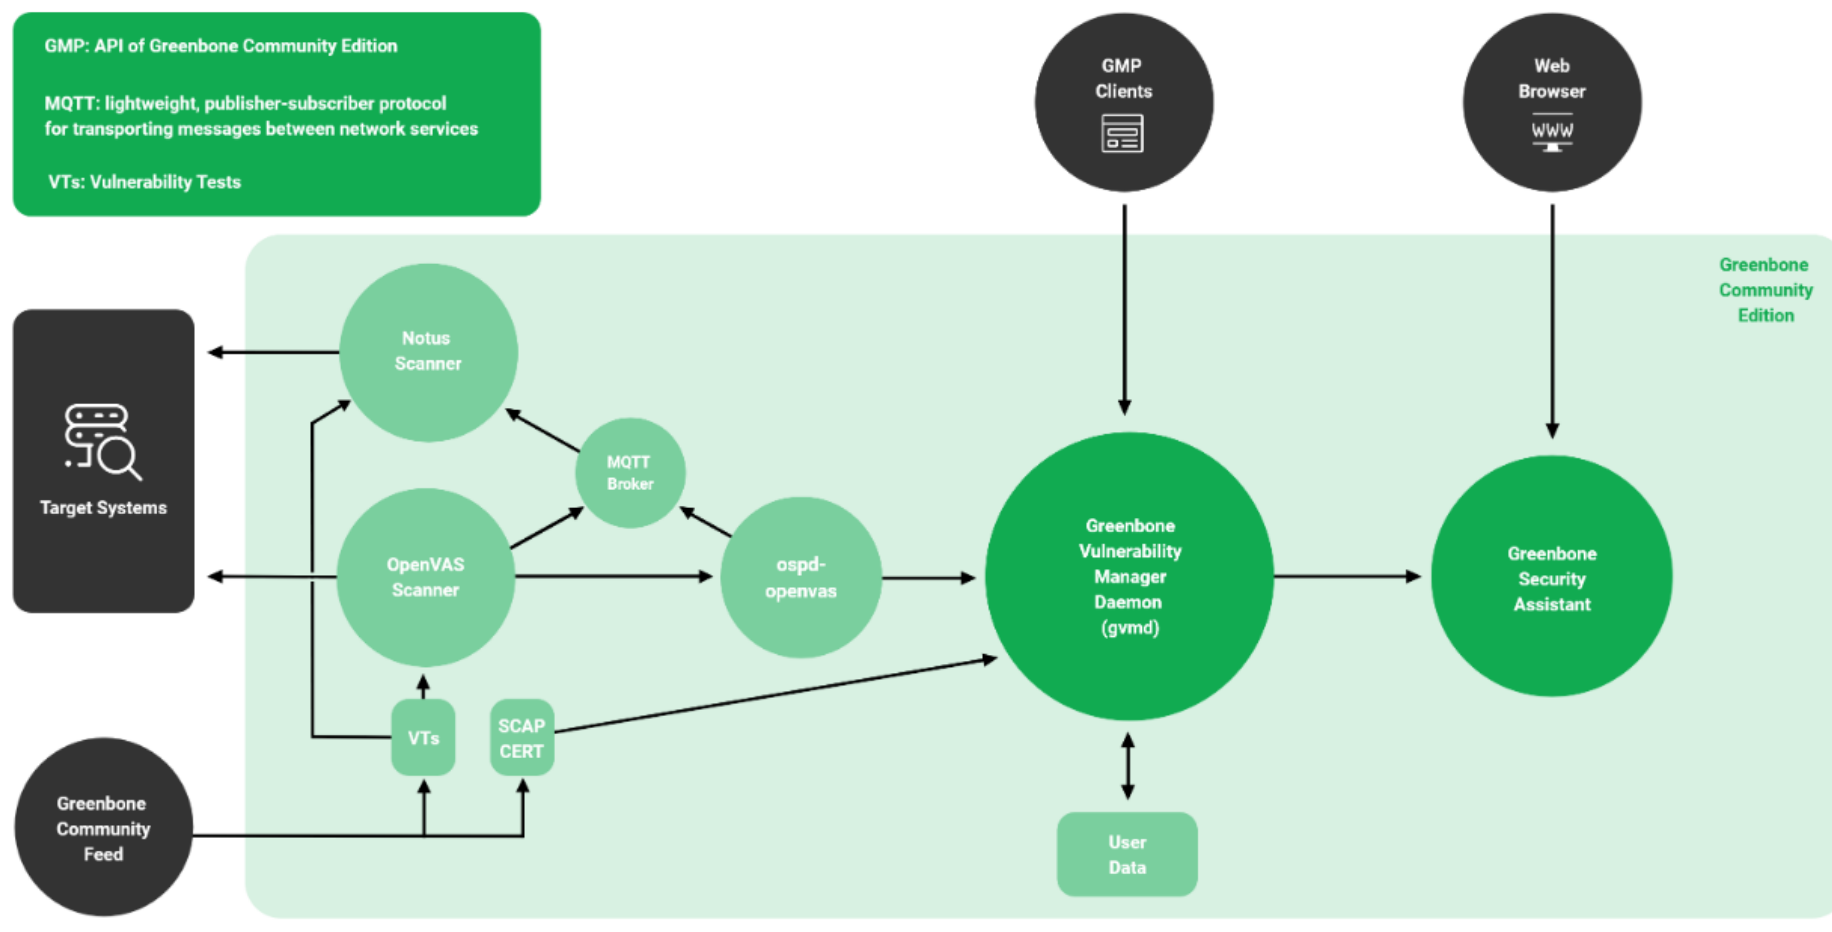 GMP: API of Greenbone Community Edition
MQTT: lightweight, publisher-subscriber protocol
for transporting messages between network services
VTs: Vulnerability Tests
GMP
Clients
Web
Browser
WWW
Greenbone
Community
Edition
Notus
Scanner
MQTT
Broker
Target Systems
OpenVAS
Scanner
ospd-
openvas
Greenbone
Vulnerability
Manager
Daemon
(gvmd)
Greenbone
Security
Assistant
VTs
SCAP
CERT
Greenbone
Community
Feed
User
Data